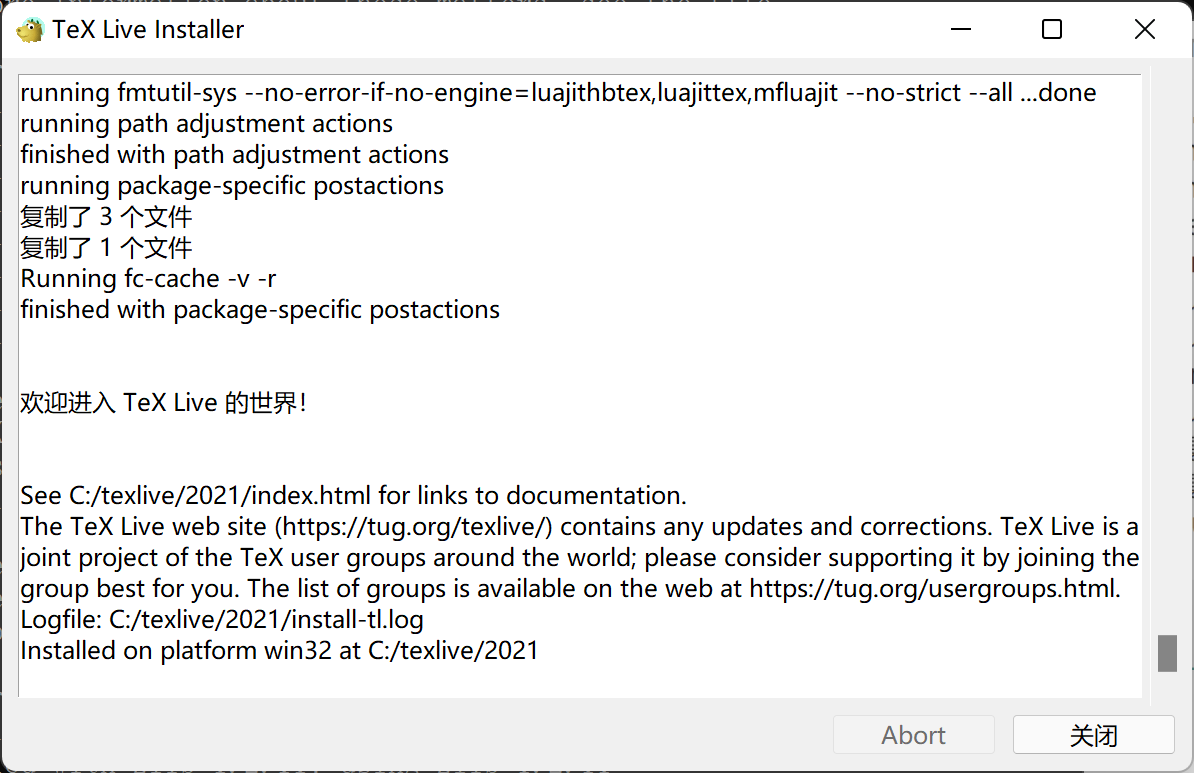 TeX Live Installer
running fmtutil-sys --no-error-if-no-engine=luajithbtex,luajittex,mfluajit --no-strict --all ...done
running path adjustment actions
finished with path adjustment actions
running package-specific postactions
复制了 3 个文件
复制了 1 个文件
Running fc-cache -v -r
finished with package-specific postactions
欢迎进入 TeX Live 的世界！
See C:/texlive/2021/index.html for links to documentation.
The TeX Live web site (https://tug.org/texlive/) contains any updates and corrections. TeX Live is a
joint project of the TeX user groups around the world; please consider supporting it by joining the
group best for you. The list of groups is available on the web at https://tug.org/usergroups.html.
Logfile: C:/texlive/2021/install-tl.log
Installed on platform win32 at C:/texlive/2021
Abort
关闭